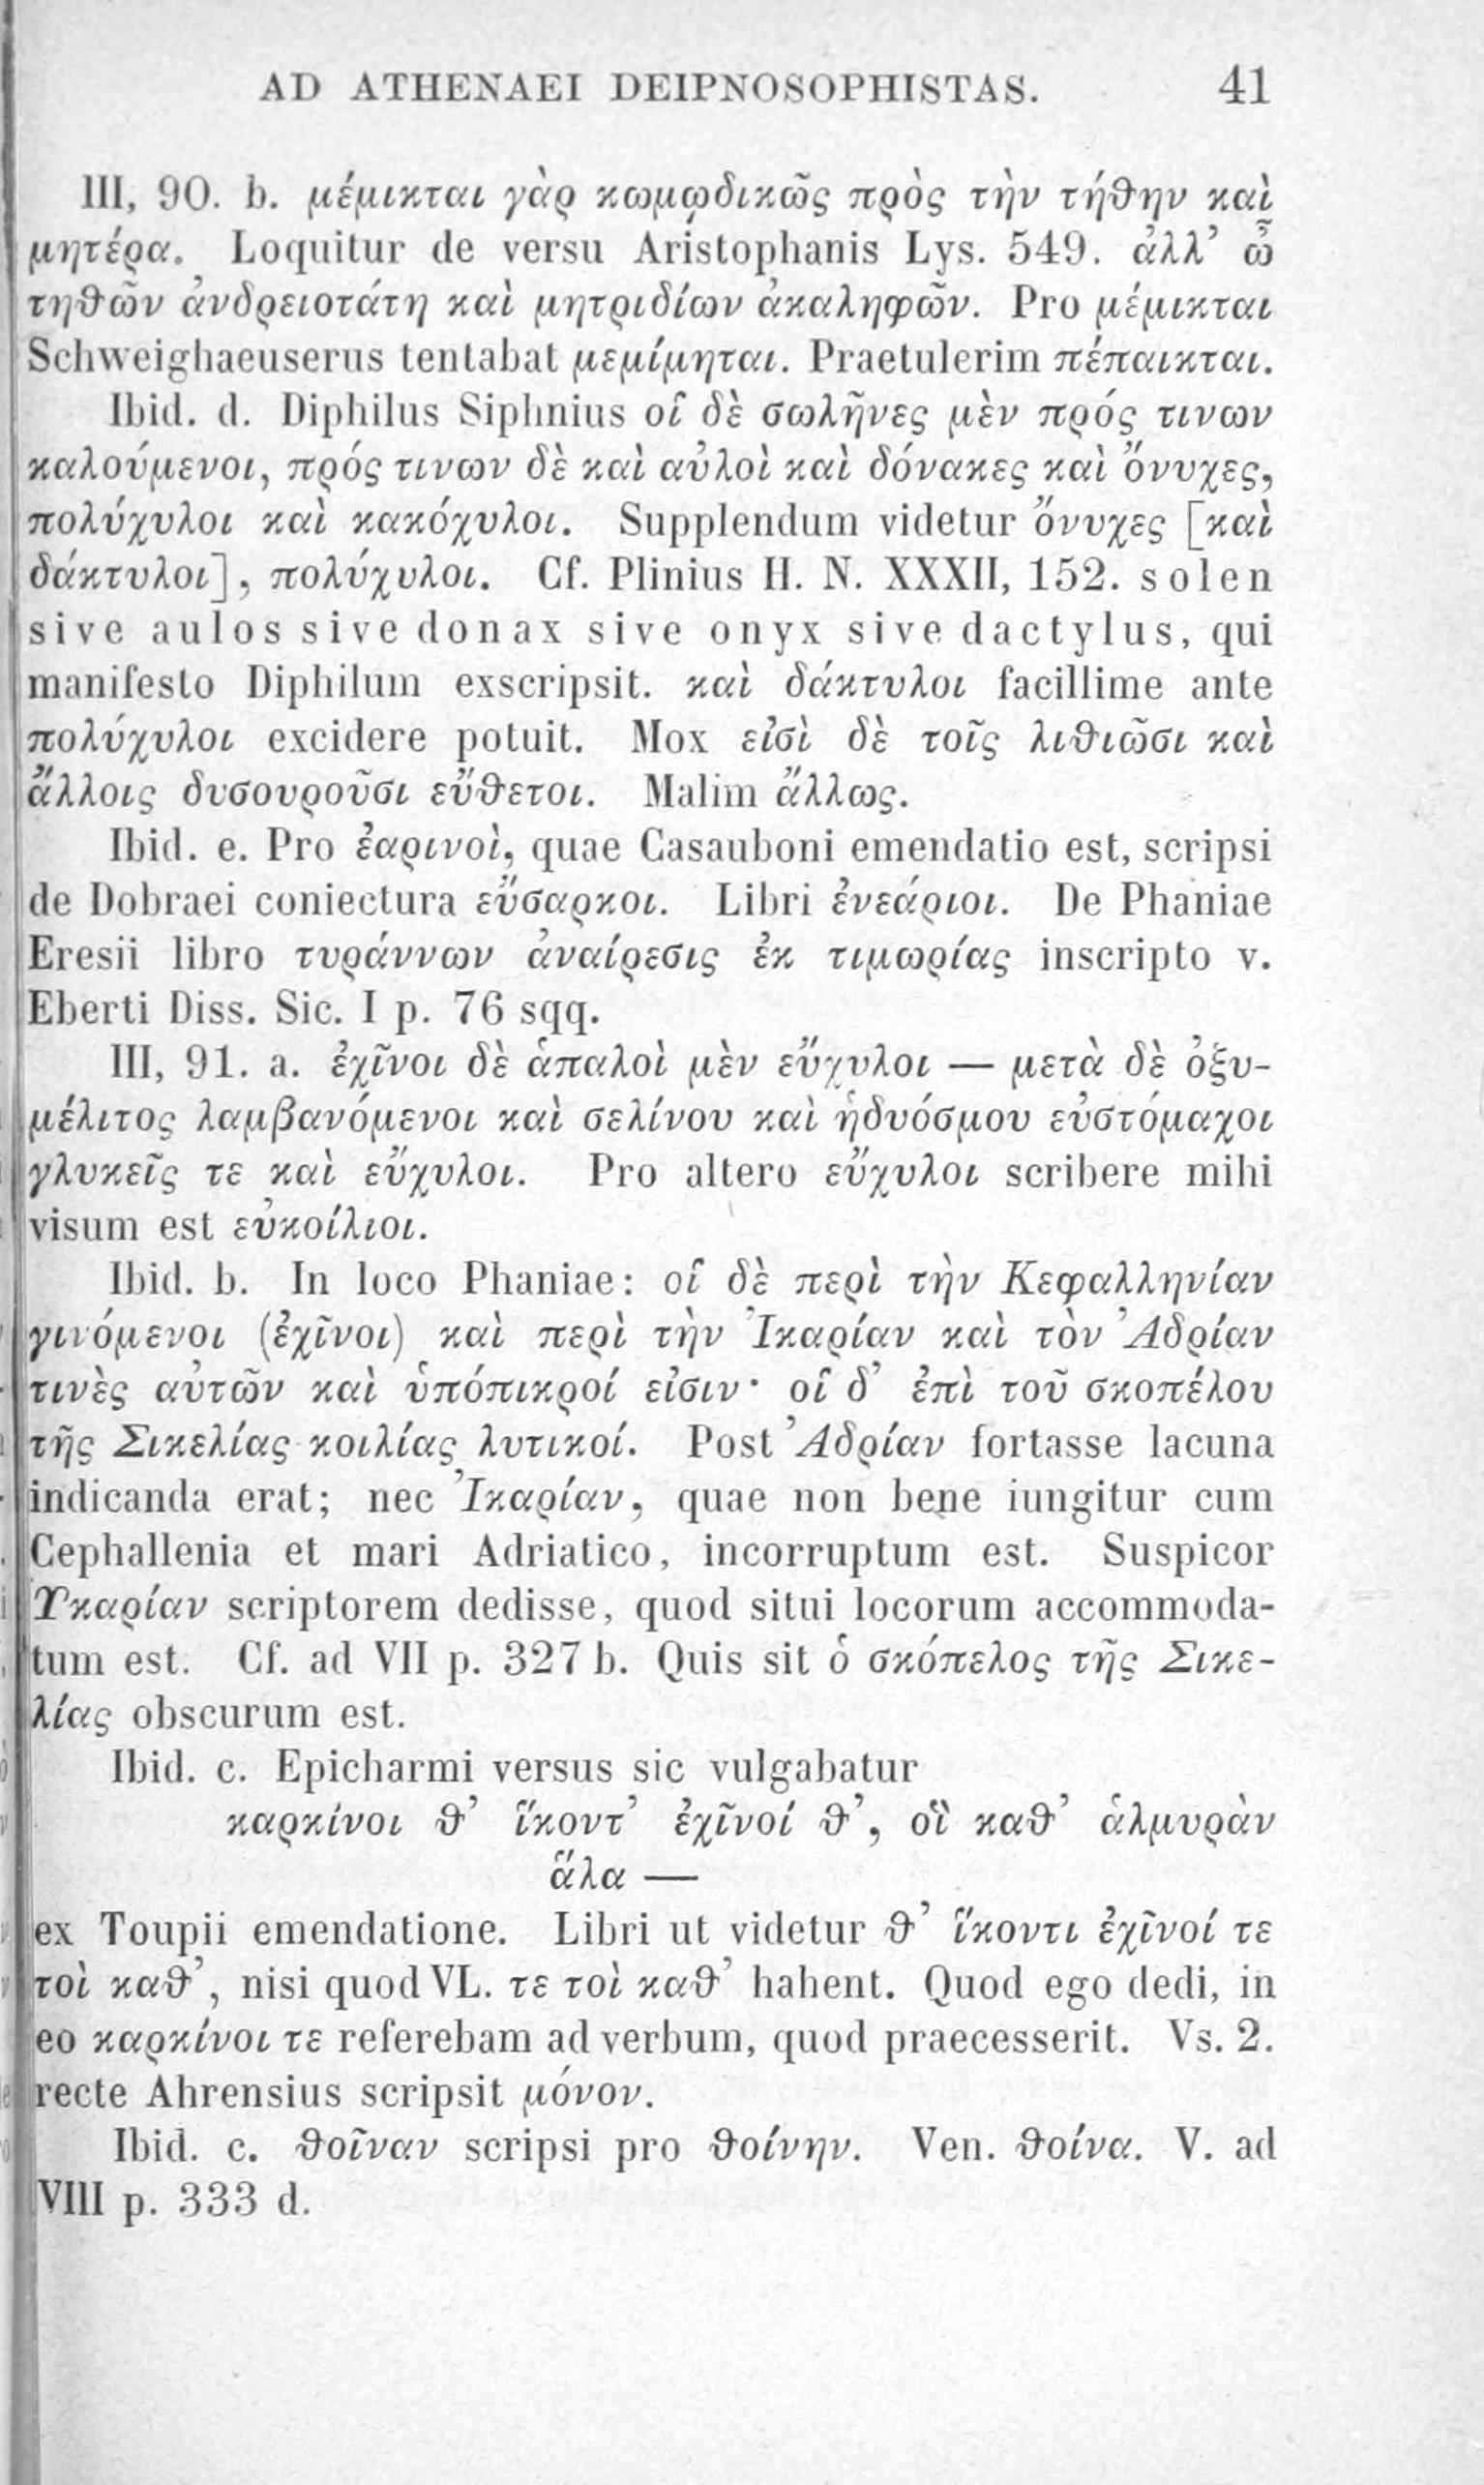 AD ATHENAEI DEIPNOSOPHISTAS. 41
III, 90. b. μέμικται γὰρ κωμῳδικῶς πρὸς τὴν τήθην καὶ
μητέρα. Loquitur de versu Aristophanis Lys. 549. ἀλλ’ ὦ
τηθῶν ἀνδρειοτάτη καὶ μητριδίων ἀκαληφῶν. Pro μέμικται
Schweighaeuserus tentabat μεμίμηται. Praetulerim πέπαικται.
Ibid. d. Diphilus Siphnius οἱ δὲ σωλῆνες μὲν πρός τινων
καλούμενοι, πρός τινων δὲ καὶ αὐλοὶ καὶ δόνακες καὶ ὄνυχες,
πολύχυλοι καὶ κακόχυλοι. Supplendum videtur ὄνυχες [καὶ
δάκτυλοι], πολύχυλοι. Cf. Plinius H. N. XXXII, 152. solen
sive aulos sive donax sive onyx sive dactylus, qui
manifesto Diphilum exscripsit. καὶ δάκτυλοι facillime ante
πολύχυλοι excidere potuit. Mox εἰσὶ δὲ τοῖς λιθιῶσι καὶ
ἄλλοις δυσουροῦσι εὔθετοι. Malim ἄλλως.
Ibid. e. Pro ἐαρινοὶ, quae Casauboni emendatio est, scripsi
de Dobraei coniectura εὔσαρκοι. Libri ἐνεάριοι. De Phaniae
Eresii libro τυράννων ἀναίρεσις ἐκ τιμωρίας inscripto v.
Eberti Diss. Sic. I p. 76 sqq.
III, 91. a. ἐχῖνοι δὲ ἁπαλοὶ μὲν εὔχυλοι — μετὰ δὲ ὀξυ-
μέλιτος λαμβανόμενοι καὶ σελίνου καὶ ἡδυόσμου εὐστόμαχοι
γλυκεῖς τε καὶ εὔχυλοι. Pro altero εὔχυλοι scribere mihi
visum est εὐκοίλιοι.
Ibid. b. In loco Phaniae: οἱ δὲ περὶ τὴν Κεφαλληνίαν
γινόμενοι (ἐχῖνοι) καὶ περὶ τὴν Ἰκαρίαν καὶ τὸν Ἀδρίαν
τινὲς αὐτῶν καὶ ὑπόπικροί εἰσιν· οἱ δ’ ἐπὶ τοῦ σκοπέλου
τῆς Σικελίας κοιλίας λυτικοί. Post Ἀδρίαν fortasse lacuna
indicanda erat; nec Ἰκαρίαν, quae non bene iungitur cum
Cephallenia et mari Adriatico, incorruptum est. Suspicor
Ὑκαρίαν scriptorem dedisse, quod situi locorum accommoda-
tum est. Cf. ad VII p. 327 b. Quis sit ὁ σκόπελος τῆς Σικε-
λίας obscurum est.
Ibid. c. Epicharmi versus sic vulgabatur
καρκίνοι θ’ ἵκοντ’ ἐχῖνοί θ’, οἳ καθ’ ἁλμυρὰν
ἅλα —
ex Toupii emendatione. Libri ut videtur θ’ ἵκοντι ἐχῖνοί τε
τοὶ καθ’, nisi quod VL. τε τοὶ καθ’ habent. Quod ego dedi, in
eo καρκίνοι τε referebam ad verbum, quod praecesserit. Vs. 2.
recte Ahrensius scripsit μόνον.
Ibid. c. θοῖναν scripsi pro θοίνην. Ven. θοίνα. V. ad
VIII p. 333 d.